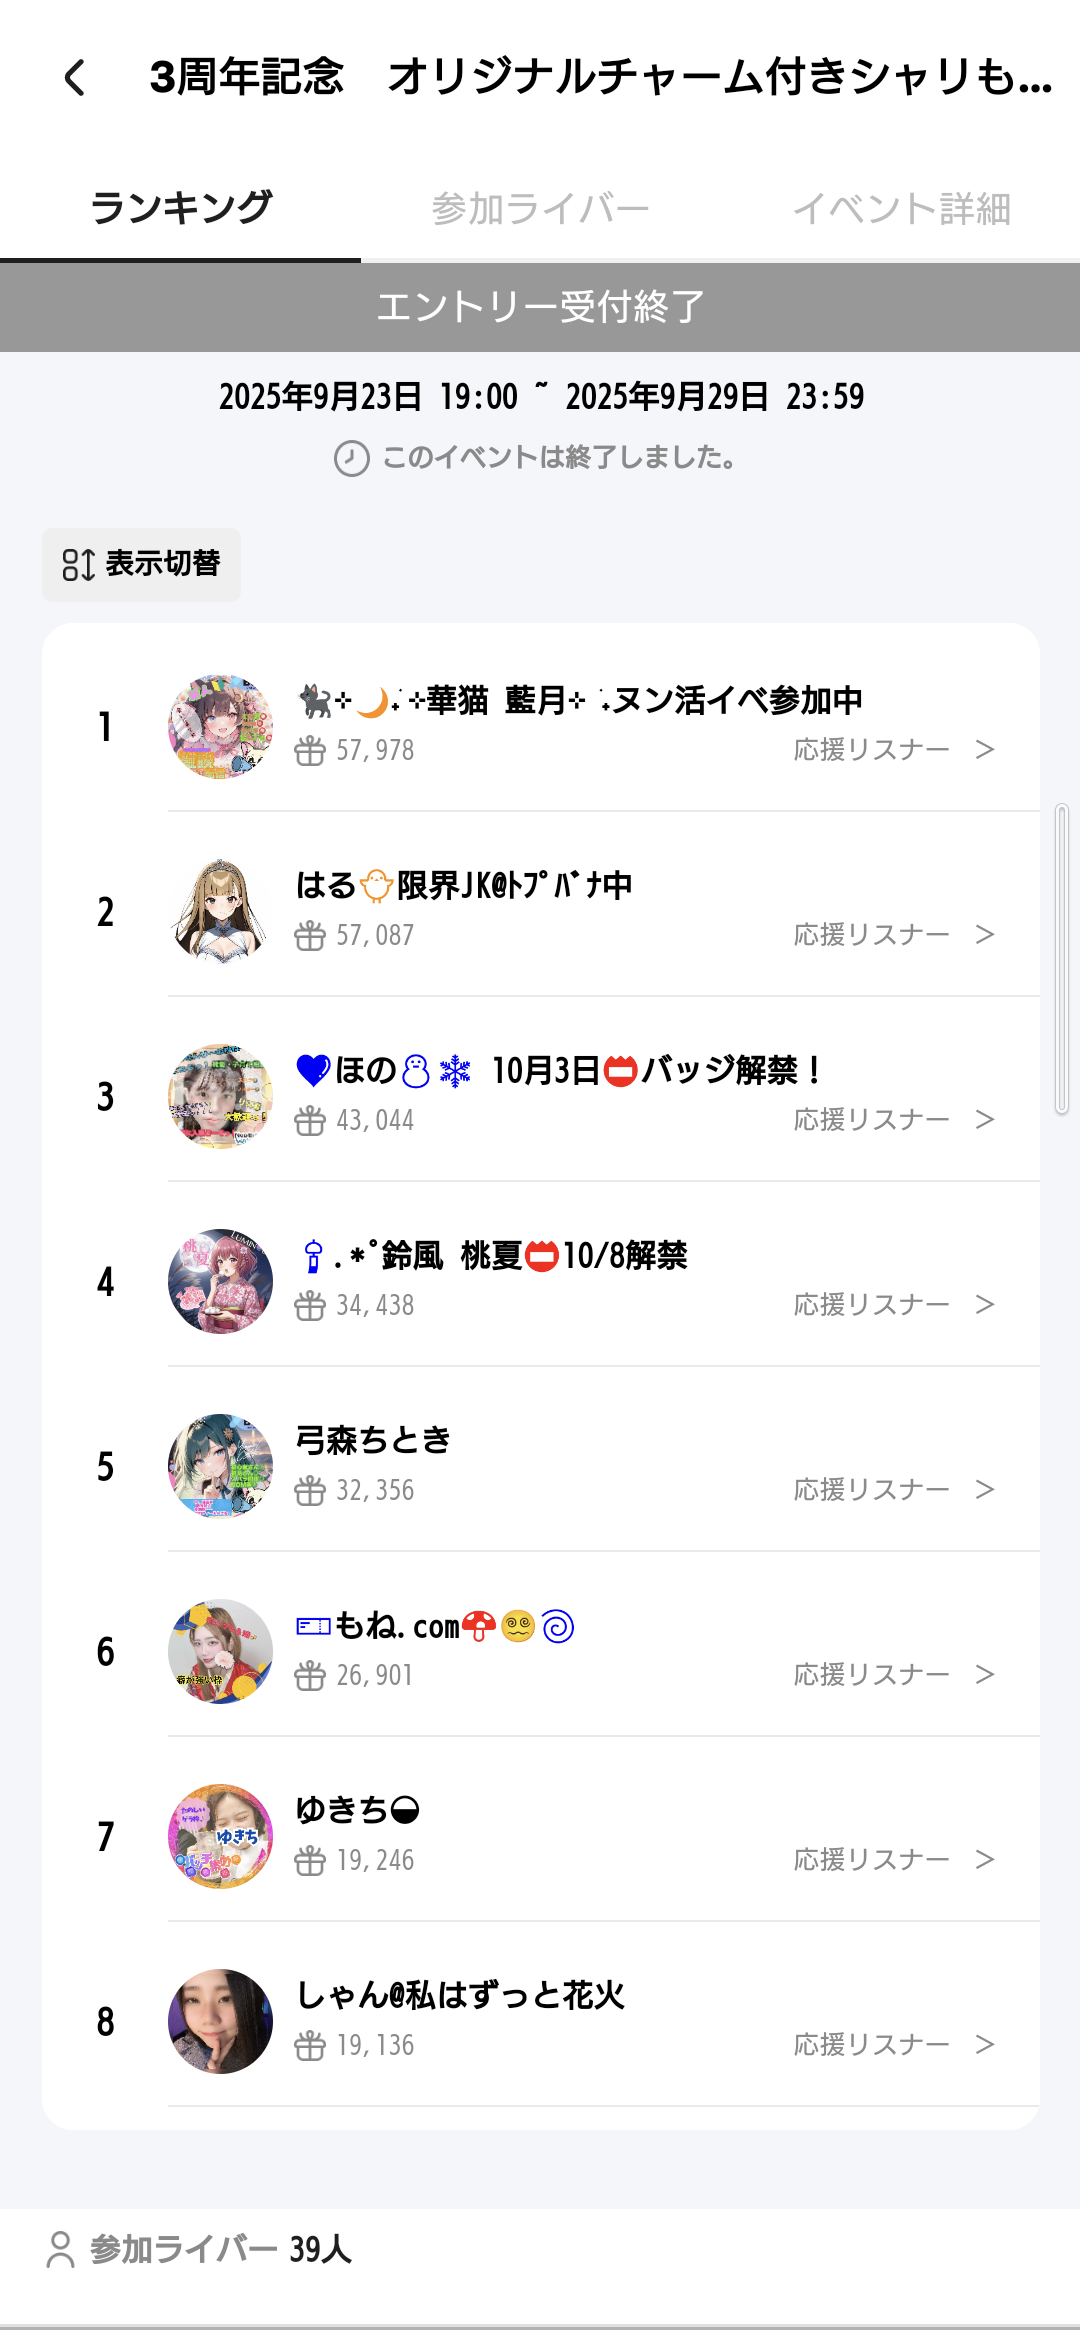 3周年記念　オリジナルチャーム付きシャリも...
ランキング
参加ライバー
イベント詳細
エントリー受付終了
2025年9月23日 19:00 ~ 2025年9月29日 23:59
このイベントは終了しました。
表示切替
1
🐈‍⬛⊹🌙˖⊹華猫 藍月⊹ ˖ヌン活イベ参加中
57,978
応援リスナー >
2
はる🐤限界JK@ﾄﾌﾟﾊﾞﾅ中
57,087
応援リスナー >
3
💙ほの⛄❄ 10月3日📛バッジ解禁！
43,044
応援リスナー >
4
🎐.*ﾟ鈴風 桃夏📛10/8解禁
34,438
応援リスナー >
5
弓森ちとき
32,356
応援リスナー >
6
🎫もね.com🍄😵‍💫🌀
26,901
応援リスナー >
7
ゆきち
ゆきち◒
19,246
応援リスナー >
8
しゃん@私はずっと花火
19,136
応援リスナー >
参加ライバー 39人